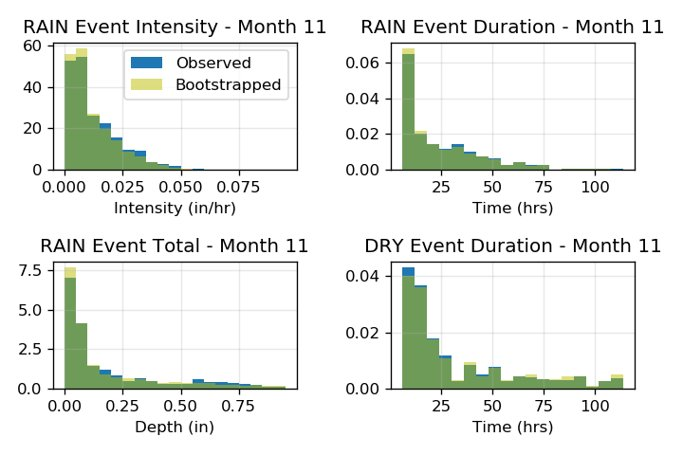 RAIN Event Intensity - Month 11
60
40
20
0
0.000 0.025 0.050 0.075
Intensity (in/hr)
Observed
Bootstrapped
RAIN Event Duration - Month 11
0.06
0.04
0.02
0.00
25 50 75 100
Time (hrs)
RAIN Event Total - Month 11
7.5
5.0
2.5
0.0
0.00 0.25 0.50 0.75
Depth (in)
DRY Event Duration - Month 11
0.04
0.02
0.00
25 50 75 100
Time (hrs)